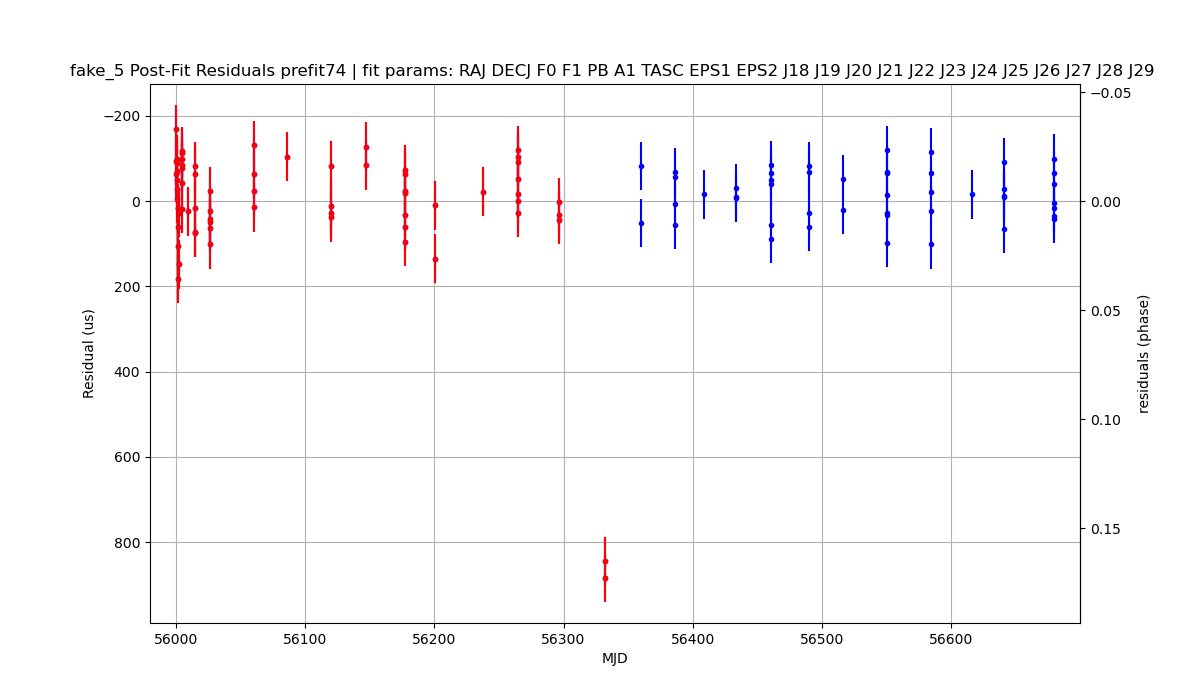 fake_5 Post-Fit Residuals prefit74 | fit params: RAJ DECJ F0 F1 PB A1 TASC EPS1 EPS2 J18 J19 J20 J21 J22 J23 J24 J25 J26 J27 J28 J29
−200
0
200
400
600
800
Residual (us)
−0.05
0.00
0.05
0.10
0.15
residuals (phase)
56000 56100 56200 56300 56400 56500 56600
MJD